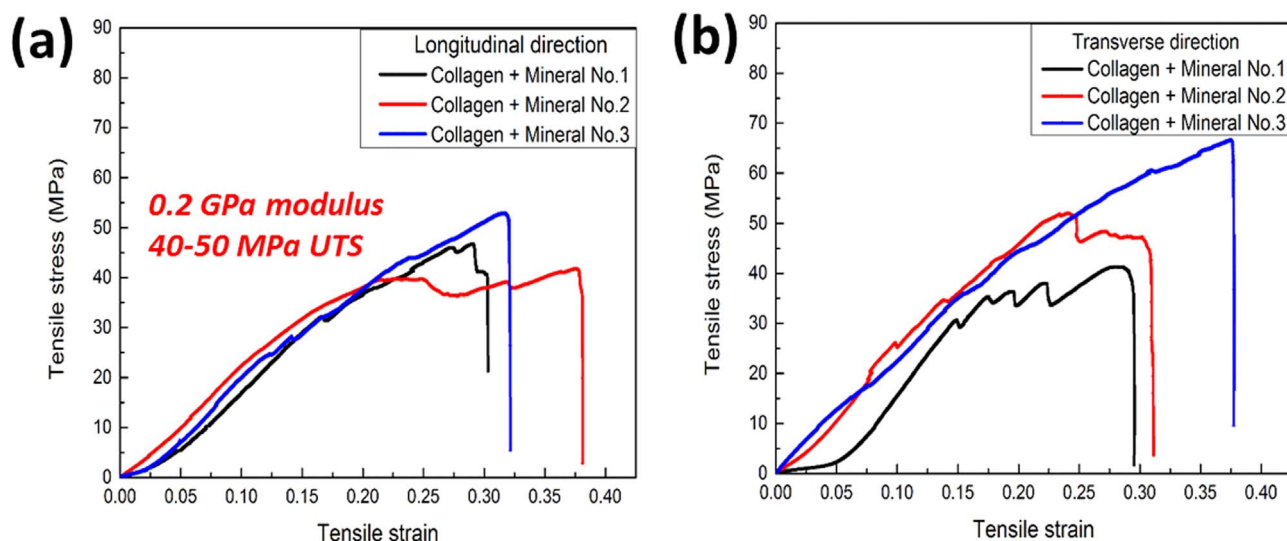 (a)
Longitudinal direction
Collagen + Mineral No.1
Collagen + Mineral No.2
Collagen + Mineral No.3
0.2 GPa modulus
40-50 MPa UTS
Tensile stress (MPa)
90
80
70
60
50
40
30
20
10
0
0.00 0.05 0.10 0.15 0.20 0.25 0.30 0.35 0.40
Tensile strain
(b)
Transverse direction
Collagen + Mineral No.1
Collagen + Mineral No.2
Collagen + Mineral No.3
Tensile stress (MPa)
90
80
70
60
50
40
30
20
10
0
0.00 0.05 0.10 0.15 0.20 0.25 0.30 0.35 0.40
Tensile strain